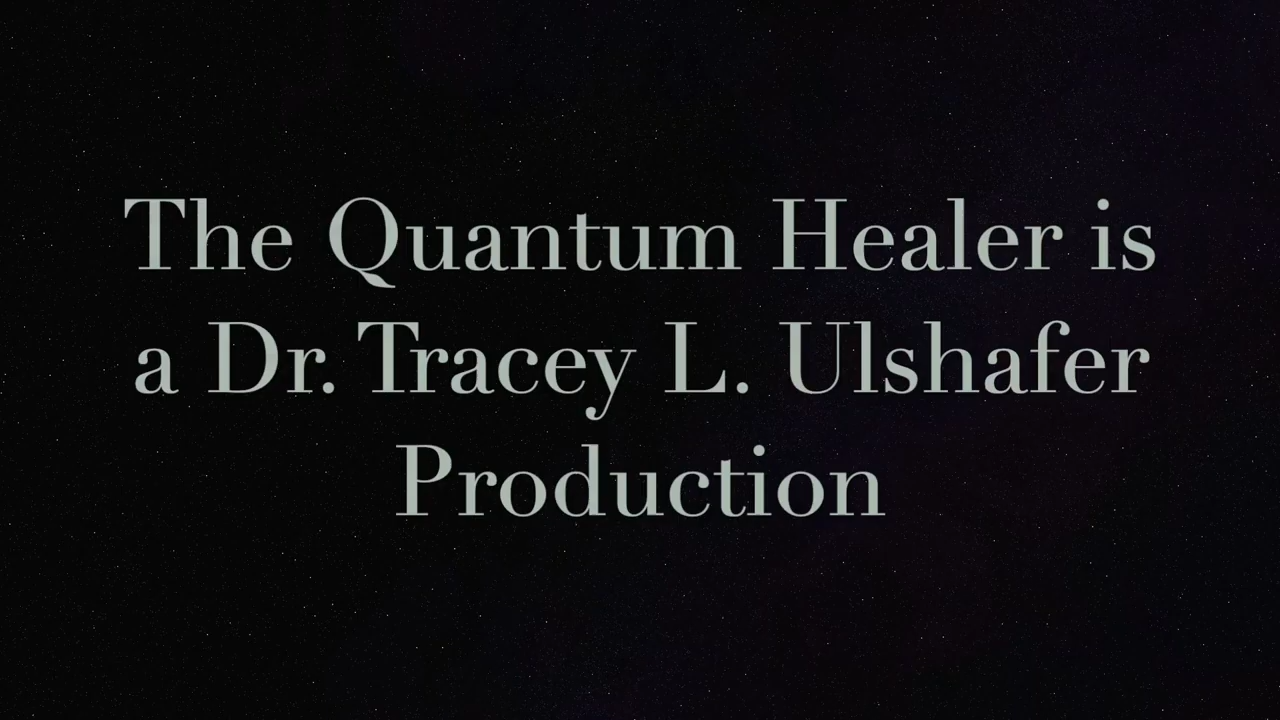 The Quantum Healer is
a Dr. Tracey L. Ulshafer
Production